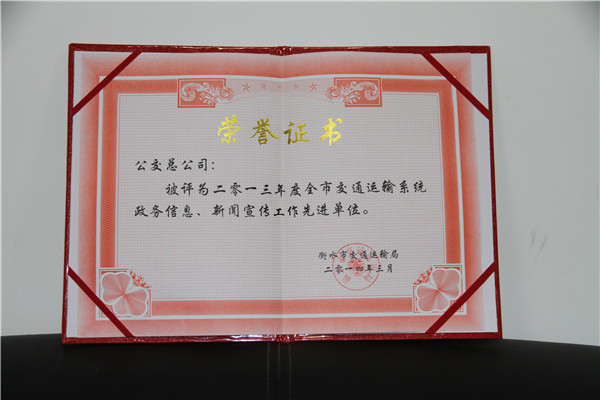 荣誉证书
公交总公司：
被评为二零一三年度全市交通运输系统
政务信息、新闻宣传工作先进单位。
衡水市交通运输局
二零一四年三月